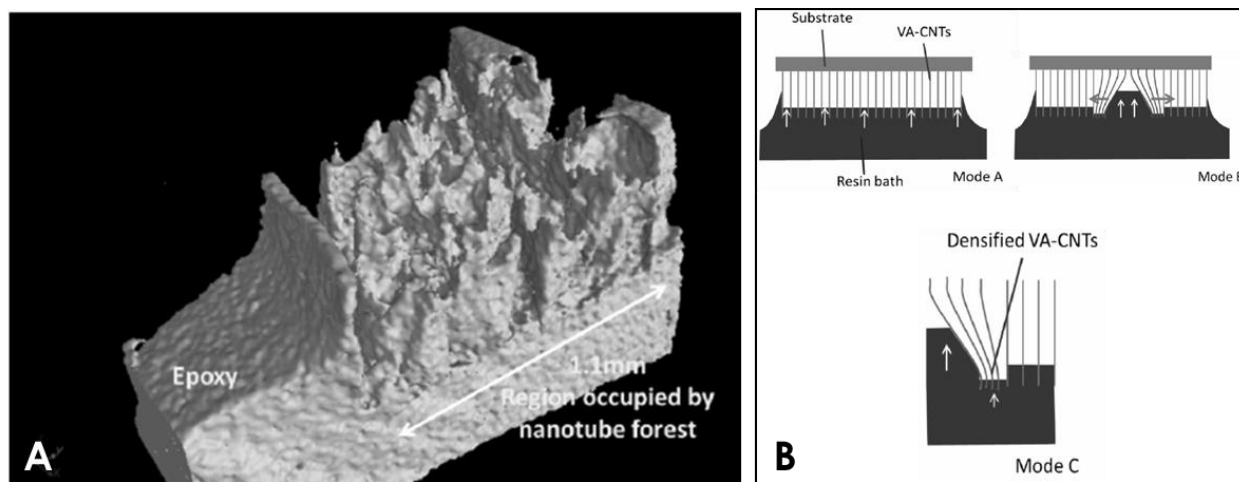 Epoxy
1.1mm
Region occupied by
nanotube forest
A
Substrate
VA-CNTs
Resin bath
Mode A
Mode
Densified VA-CNTs
Mode C
B